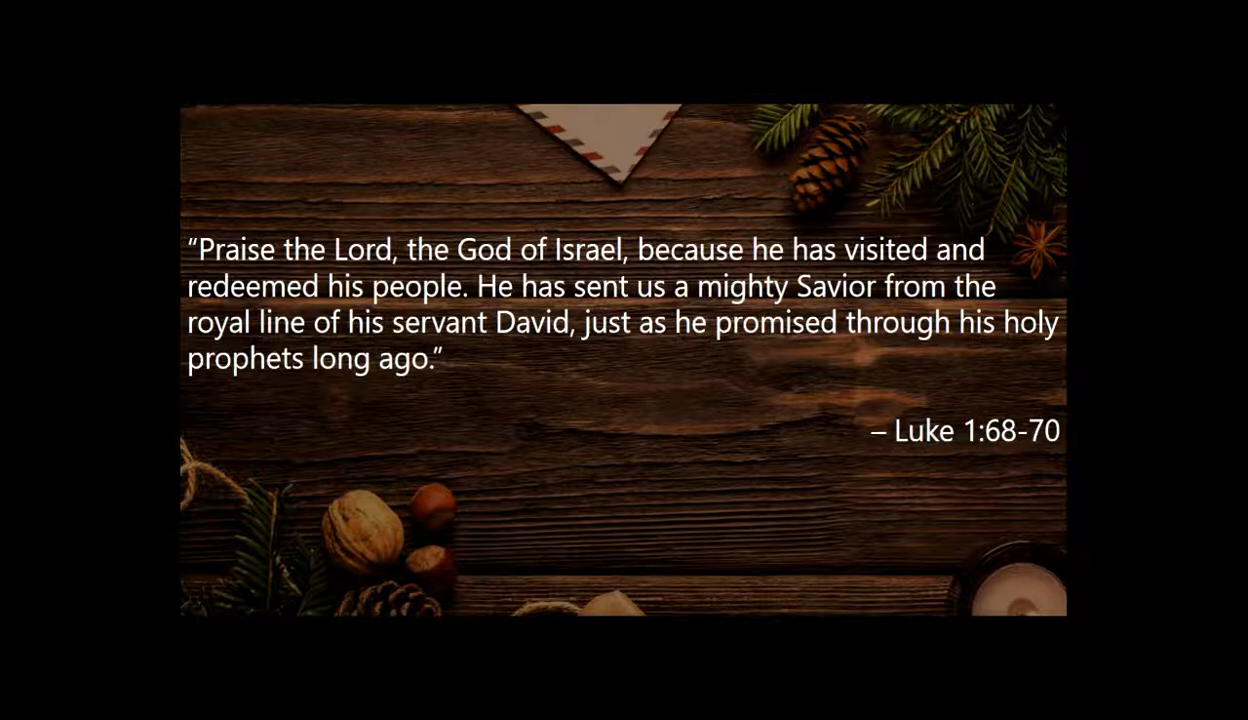 “Praise the Lord, the God of Israel, because he has visited and
redeemed his people. He has sent us a mighty Savior from the
royal line of his servant David, just as he promised through his holy
prophets long ago.”
– Luke 1:68-70